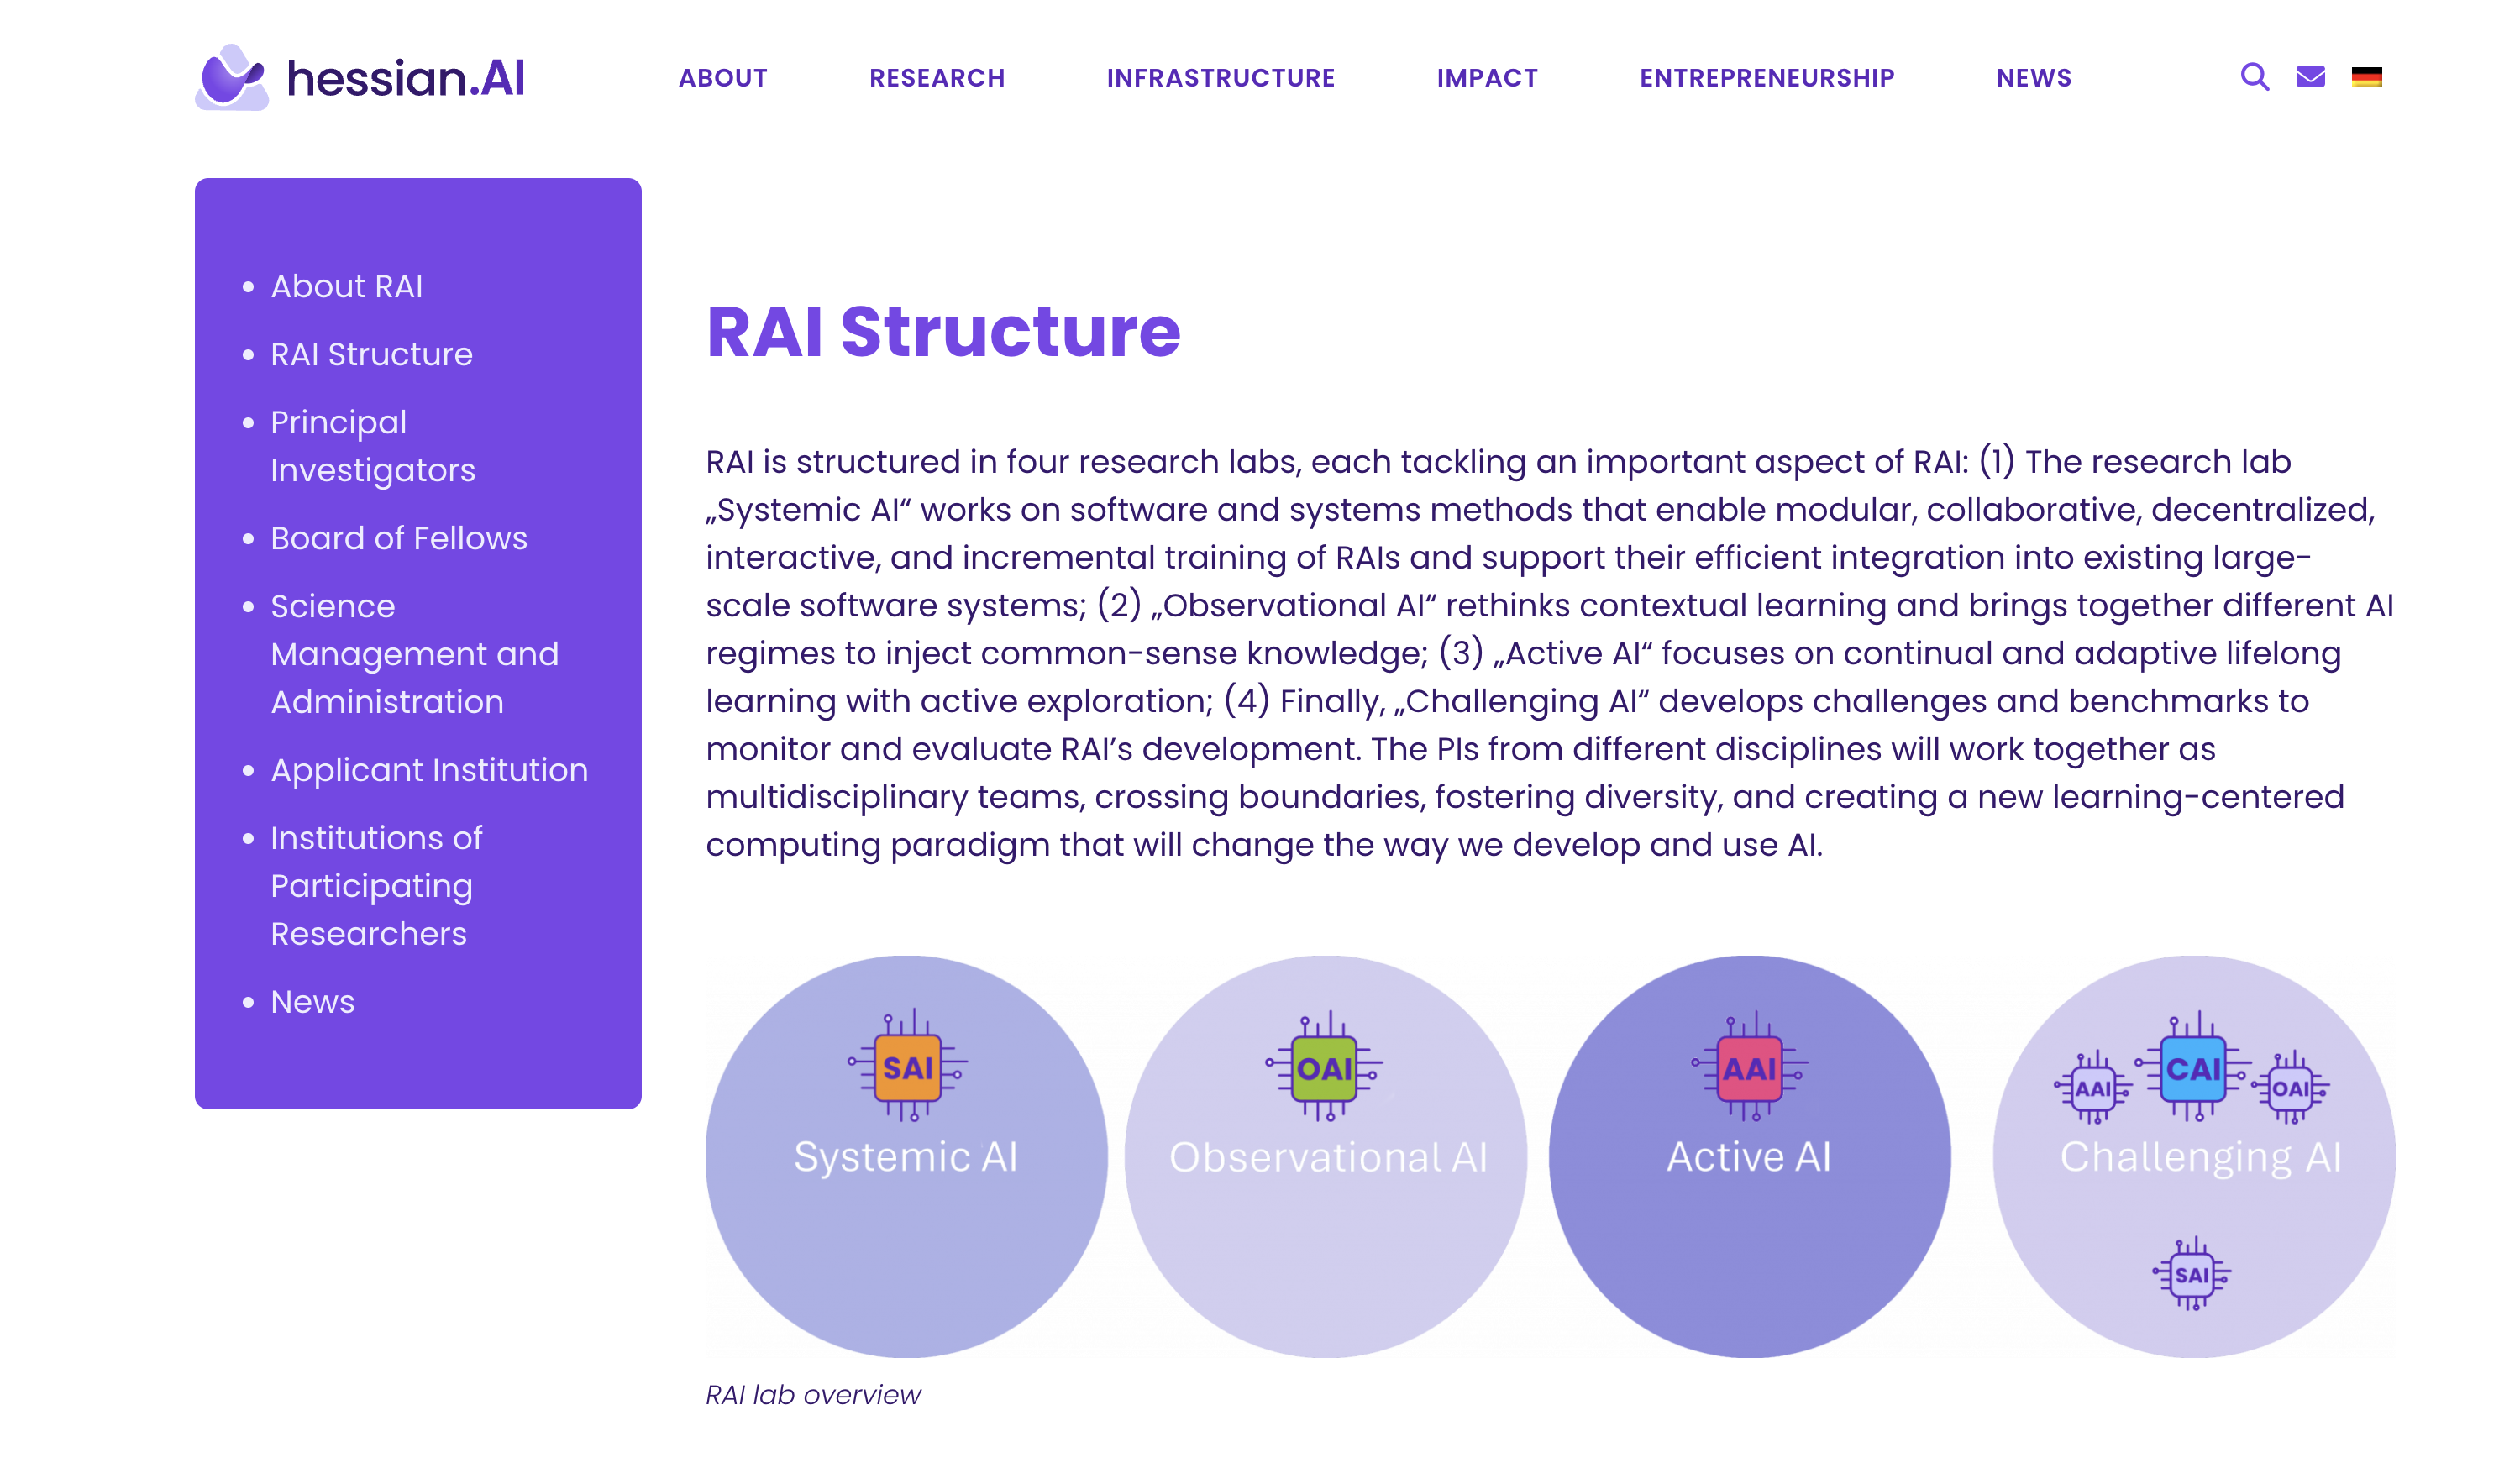 hessian.AI
ABOUT
RESEARCH
INFRASTRUCTURE
IMPACT
ENTREPRENEURSHIP
NEWS
About RAI
RAI Structure
Principal
Investigators
Board of Fellows
Science
Management and
Administration
Applicant Institution
Institutions of
Participating
Researchers
News
RAI Structure
RAI is structured in four research labs, each tackling an important aspect of RAI: (1) The research lab
„Systemic AI“ works on software and systems methods that enable modular, collaborative, decentralized,
interactive, and incremental training of RAIs and support their efficient integration into existing large-
scale software systems; (2) „Observational AI“ rethinks contextual learning and brings together different AI
regimes to inject common-sense knowledge; (3) „Active AI“ focuses on continual and adaptive lifelong
learning with active exploration; (4) Finally, „Challenging AI“ develops challenges and benchmarks to
monitor and evaluate RAI’s development. The PIs from different disciplines will work together as
multidisciplinary teams, crossing boundaries, fostering diversity, and creating a new learning-centered
computing paradigm that will change the way we develop and use AI.
SAI
Systemic AI
OAI
Observational AI
AAI
Active AI
AAI
CAI
OAI
Challenging AI
SAI
RAI lab overview